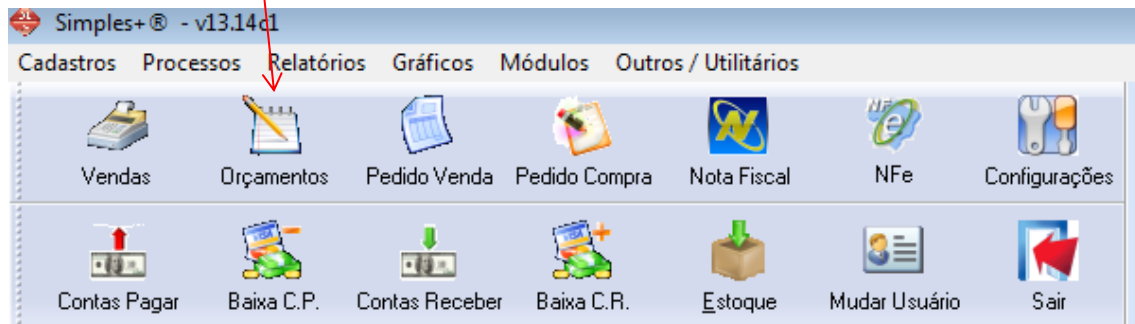 Simples+® - v13.14c1
Cadastros Processos Relatórios Gráficos Módulos Outros / Utilitários
Vendas Orçamentos Pedido Venda Pedido Compra Nota Fiscal NFe Configurações
Contas Pagar Baixa C.P. Contas Receber Baixa C.R. Estoque Mudar Usuário Sair